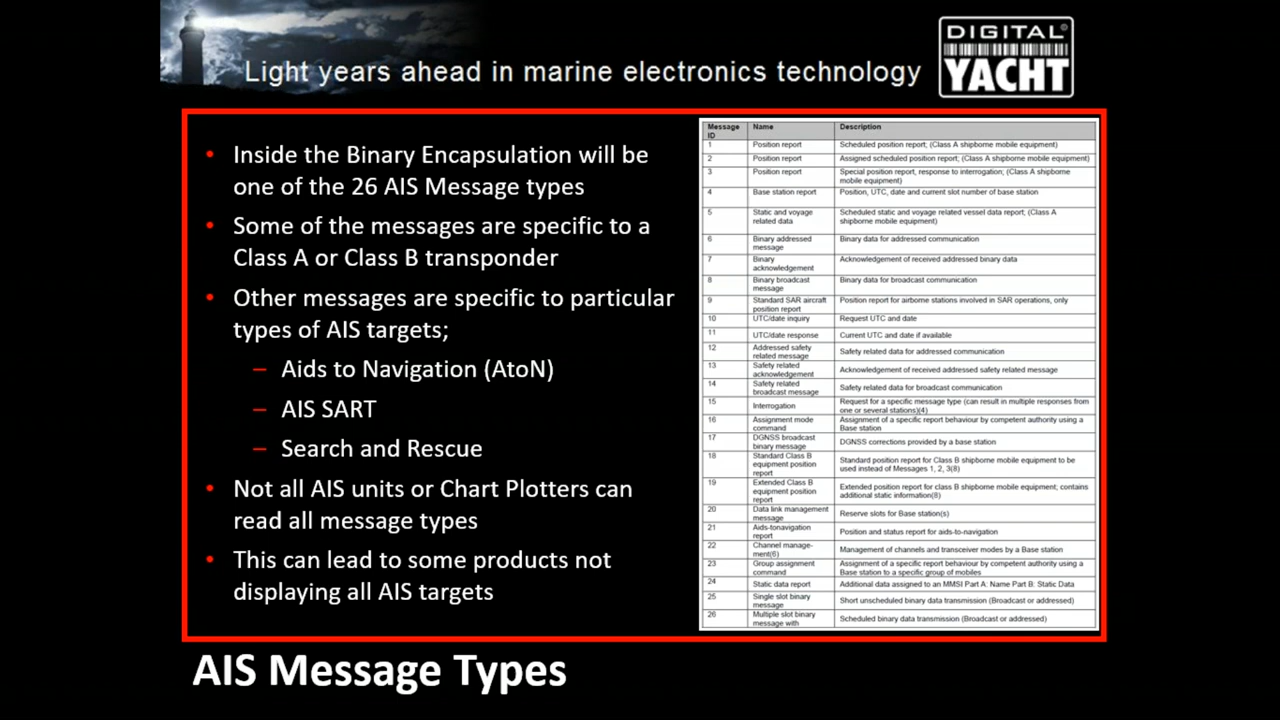 Light years ahead in marine electronics technology
DIGITAL
YACHT
• Inside the Binary Encapsulation will be
one of the 26 AIS Message types
• Some of the messages are specific to a
Class A or Class B transponder
• Other messages are specific to particular
types of AIS targets;
– Aids to Navigation (AtoN)
– AIS SART
– Search and Rescue
• Not all AIS units or Chart Plotters can
read all message types
• This can lead to some products not
displaying all AIS targets
Message ID Name Description
1 Position report Scheduled position report; (Class A shipborne mobile equipment)
2 Position report Assigned scheduled position report; (Class A shipborne mobile equipment)
3 Position report Special position report, response to interrogation; (Class A shipborne mobile equipment)
4 Base station report Position, UTC, date and current slot number of base station
5 Static and voyage related data Scheduled static and voyage related vessel data report; (Class A shipborne mobile equipment)
6 Binary addressed message Binary data for addressed communication
7 Binary acknowledgement Acknowledgement of received addressed binary data
8 Binary broadcast message Binary data for broadcast communication
9 Standard SAR aircraft position report Position report for airborne stations involved in SAR operations, only
10 UTC/date inquiry Request UTC and date
11 UTC/date response Current UTC and date if available
12 Addressed safety related message Safety related data for addressed communication
13 Safety related acknowledgement Acknowledgement of received addressed safety related message
14 Safety related broadcast message Safety related data for broadcast communication
15 Interrogation Request for a specific message type (can result in multiple responses from one or several stations)(4)
16 Assignment mode command Assignment of a specific report behaviour by competent authority using a Base station
17 DGNSS broadcast binary message DGNSS corrections provided by a base station
18 Standard Class B equipment position report Standard position report for Class B shipborne mobile equipment to be used instead of Messages 1, 2, 3(8)
19 Extended Class B equipment position report Extended position report for class B shipborne mobile equipment; contains additional static information(8)
20 Data link management message Reserve slots for Base station(s)
21 Aids-tonavigation report Position and status report for aids-to-navigation
22 Channel manage-ment(6) Management of channels and transceiver modes by a Base station
23 Group assignment command Assignment of a specific report behaviour by competent authority using a Base station to a specific group of mobiles
24 Static data report Additional data assigned to an MMSI Part A: Name Part B: Static Data
25 Single slot binary message Short unscheduled binary data transmission (Broadcast or addressed)
26 Multiple slot binary message with Scheduled binary data transmission (Broadcast or addressed)
AIS Message Types